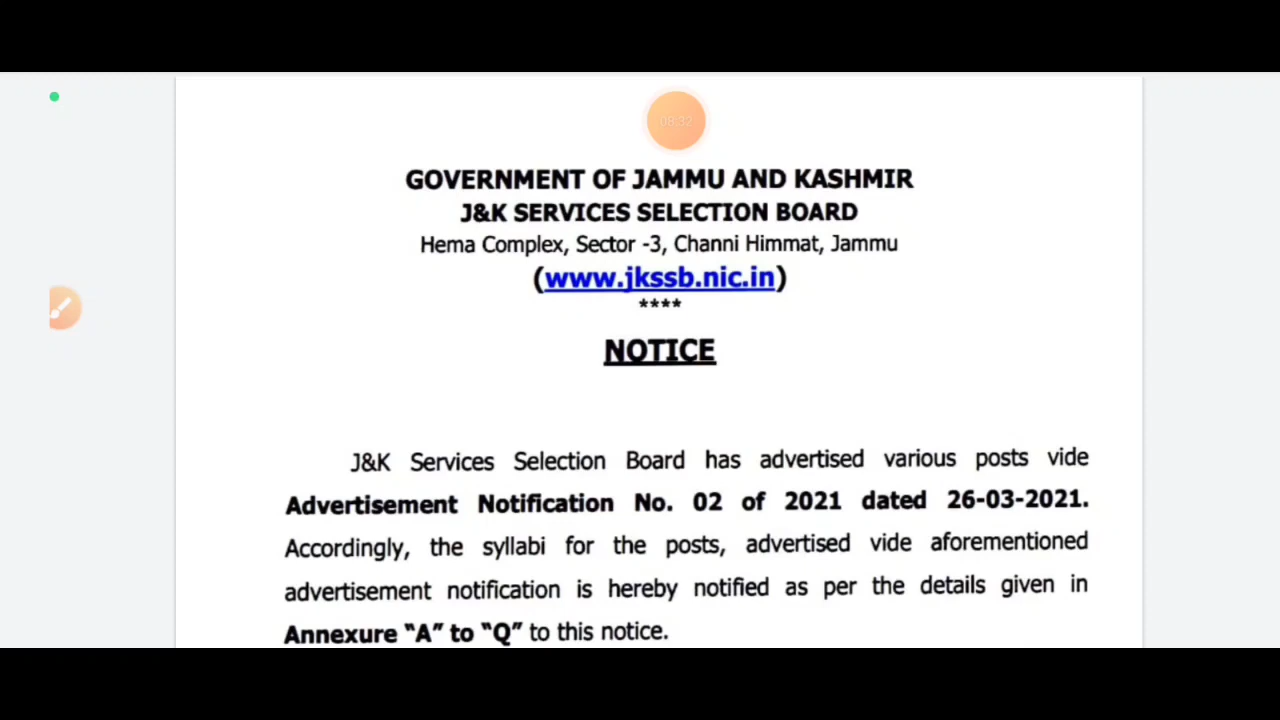 08:32
GOVERNMENT OF JAMMU AND KASHMIR
J&K SERVICES SELECTION BOARD
Hema Complex, Sector -3, Channi Himmat, Jammu
(www.jkssb.nic.in)
****
NOTICE
J&K Services Selection Board has advertised various posts vide
Advertisement Notification No. 02 of 2021 dated 26-03-2021.
Accordingly, the syllabi for the posts, advertised vide aforementioned
advertisement notification is hereby notified as per the details given in
Annexure "A" to "Q" to this notice.